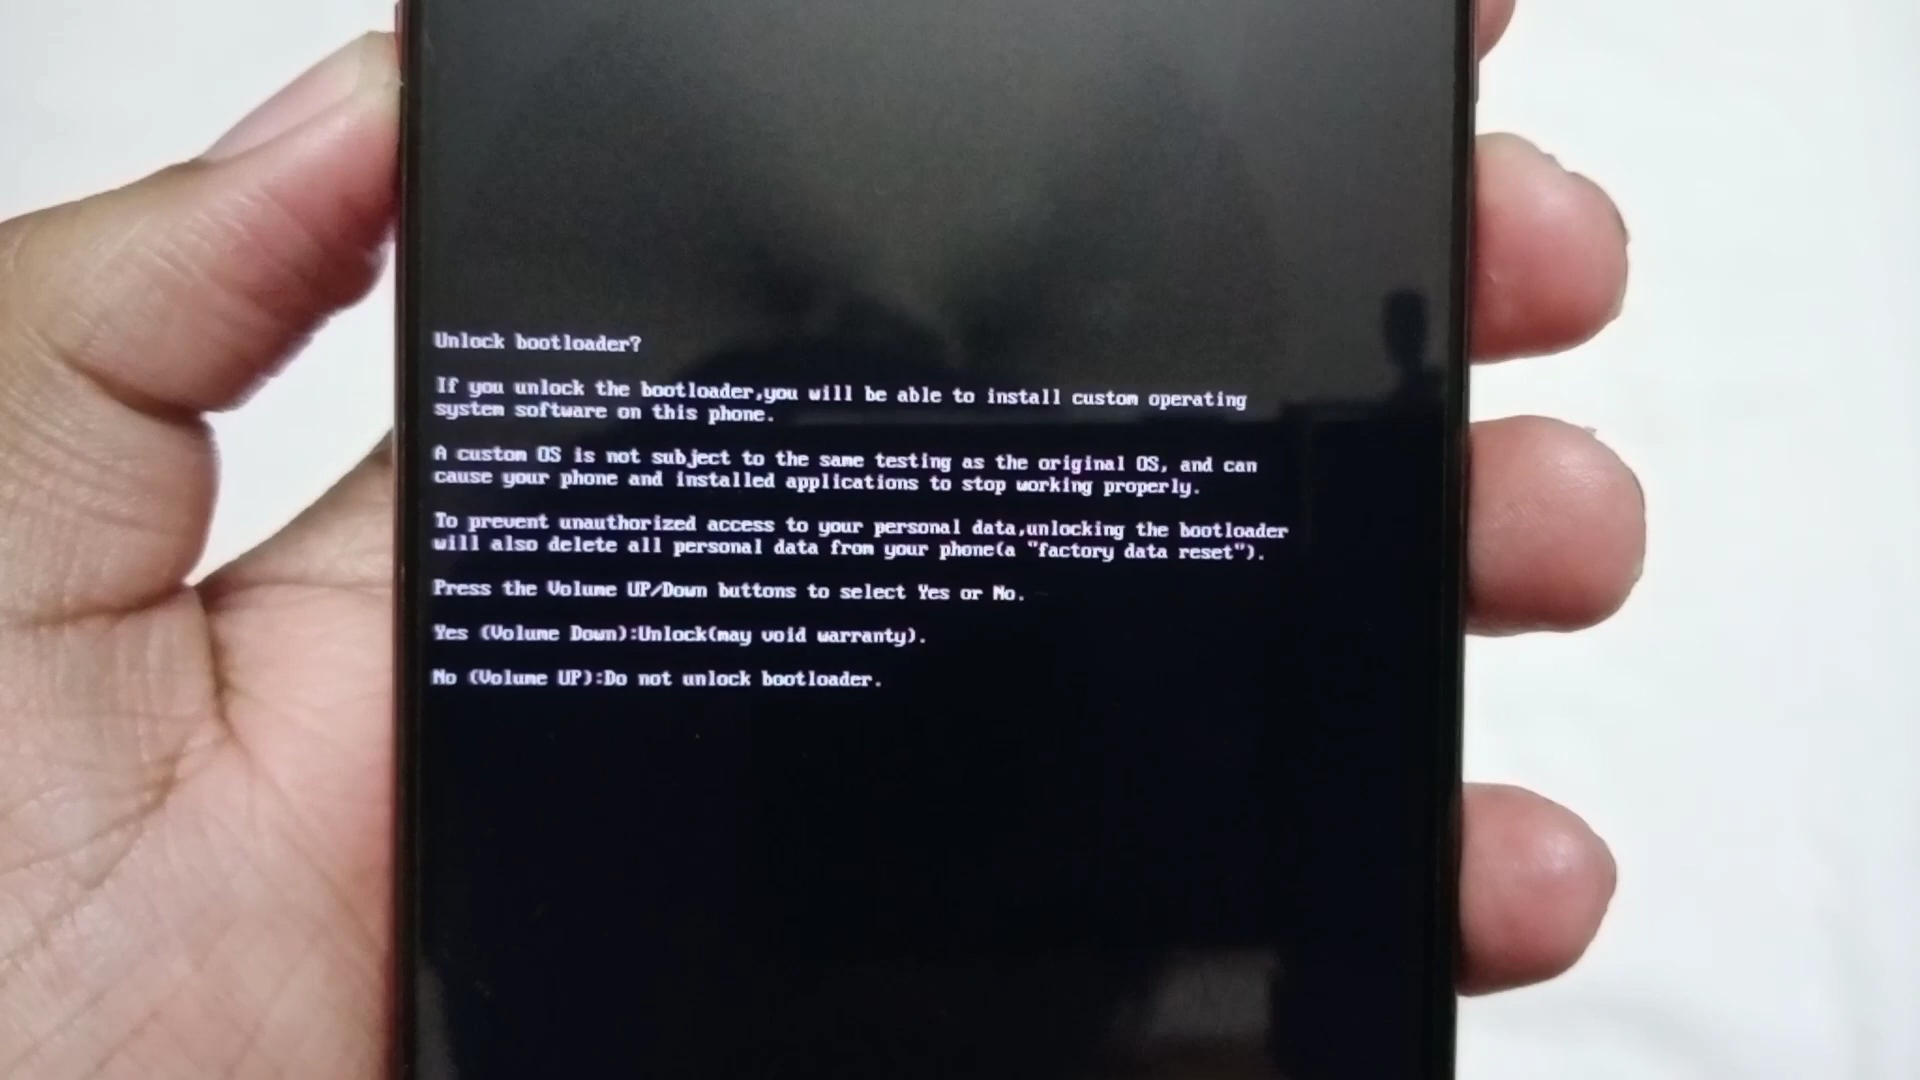 Unlock bootloader?
If you unlock the bootloader,you will be able to install custom operating
system software on this phone.
A custom OS is not subject to the same testing as the original OS, and can
cause your phone and installed applications to stop working properly.
To prevent unauthorized access to your personal data,unlocking the bootloader
will also delete all personal data from your phone(a "factory data reset").
Press the Volume UP/Down buttons to select Yes or No.
Yes (Volume Down):Unlock(may void warranty).
No (Volume UP):Do not unlock bootloader.